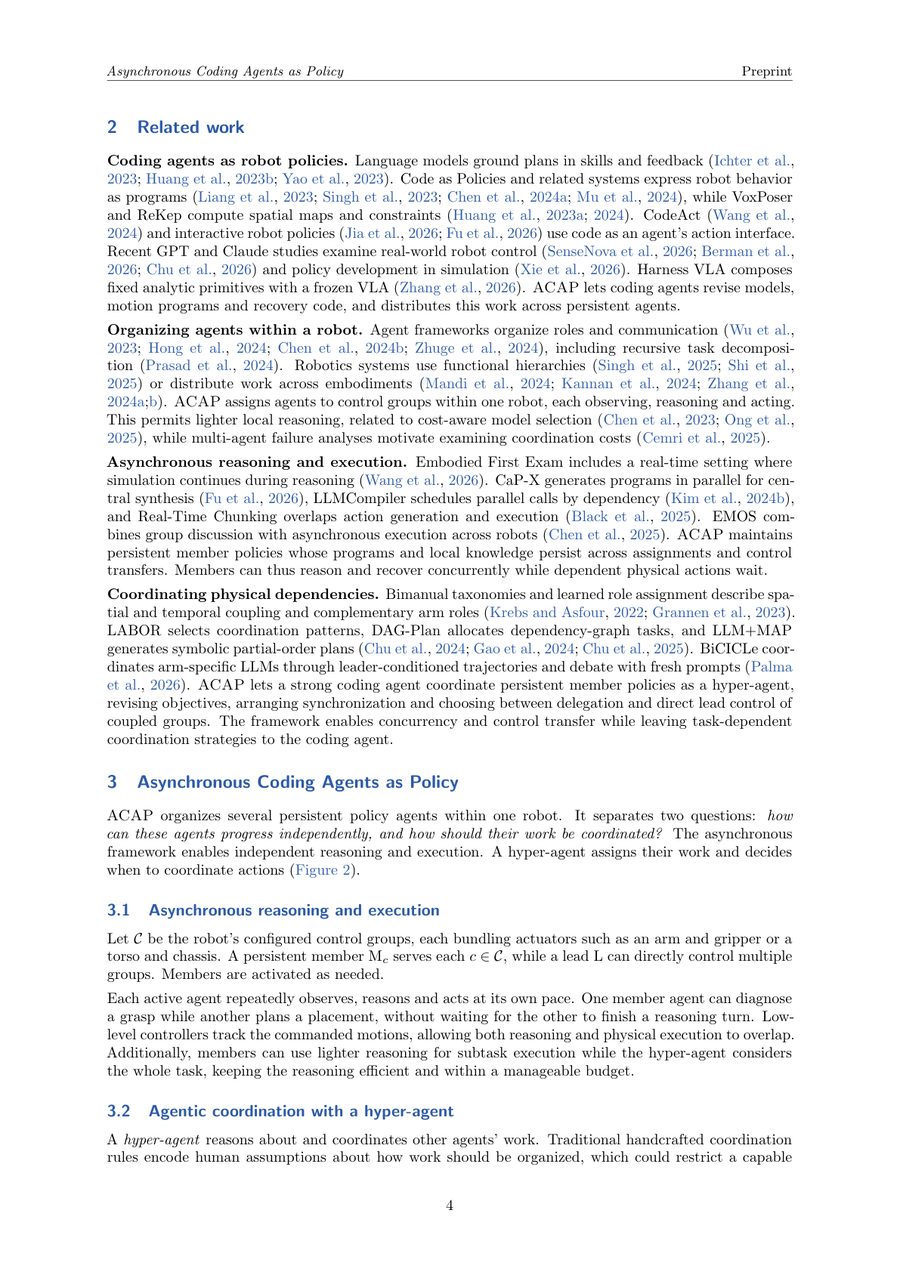 Asynchronous Coding Agents as Policy Preprint
2 Related work
Coding agents as robot policies. Language models ground plans in skills and feedback (Ichter et al.,
2023; Huang et al., 2023b; Yao et al., 2023). Code as Policies and related systems express robot behavior
as programs (Liang et al., 2023; Singh et al., 2023; Chen et al., 2024a; Mu et al., 2024), while VoxPoser
and ReKep compute spatial maps and constraints (Huang et al., 2023a; 2024). CodeAct (Wang et al.,
2024) and interactive robot policies (Jia et al., 2026; Fu et al., 2026) use code as an agent's action interface.
Recent GPT and Claude studies examine real-world robot control (SenseNova et al., 2026; Berman et al.,
2026; Chu et al., 2026) and policy development in simulation (Xie et al., 2026). Harness VLA composes
fixed analytic primitives with a frozen VLA (Zhang et al., 2026). ACAP lets coding agents revise models,
motion programs and recovery code, and distributes this work across persistent agents.
Organizing agents within a robot. Agent frameworks organize roles and communication (Wu et al.,
2023; Hong et al., 2024; Chen et al., 2024b; Zhuge et al., 2024), including recursive task decomposi-
tion (Prasad et al., 2024). Robotics systems use functional hierarchies (Singh et al., 2025; Shi et al.,
2025) or distribute work across embodiments (Mandi et al., 2024; Kannan et al., 2024; Zhang et al.,
2024a;b). ACAP assigns agents to control groups within one robot, each observing, reasoning and acting.
This permits lighter local reasoning, related to cost-aware model selection (Chen et al., 2023; Ong et al.,
2025), while multi-agent failure analyses motivate examining coordination costs (Cemri et al., 2025).
Asynchronous reasoning and execution. Embodied First Exam includes a real-time setting where
simulation continues during reasoning (Wang et al., 2026). CaP-X generates programs in parallel for cen-
tral synthesis (Fu et al., 2026), LLMCompiler schedules parallel calls by dependency (Kim et al., 2024b),
and Real-Time Chunking overlaps action generation and execution (Black et al., 2025). EMOS com-
bines group discussion with asynchronous execution across robots (Chen et al., 2025). ACAP maintains
persistent member policies whose programs and local knowledge persist across assignments and control
transfers. Members can thus reason and recover concurrently while dependent physical actions wait.
Coordinating physical dependencies. Bimanual taxonomies and learned role assignment describe spa-
tial and temporal coupling and complementary arm roles (Krebs and Asfour, 2022; Grannen et al., 2023).
LABOR selects coordination patterns, DAG-Plan allocates dependency-graph tasks, and LLM+MAP
generates symbolic partial-order plans (Chu et al., 2024; Gao et al., 2024; Chu et al., 2025). BiCICLe coor-
dinates arm-specific LLMs through leader-conditioned trajectories and debate with fresh prompts (Palma
et al., 2026). ACAP lets a strong coding agent coordinate persistent member policies as a hyper-agent,
revising objectives, arranging synchronization and choosing between delegation and direct lead control of
coupled groups. The framework enables concurrency and control transfer while leaving task-dependent
coordination strategies to the coding agent.
3 Asynchronous Coding Agents as Policy
ACAP organizes several persistent policy agents within one robot. It separates two questions: how
can these agents progress independently, and how should their work be coordinated? The asynchronous
framework enables independent reasoning and execution. A hyper-agent assigns their work and decides
when to coordinate actions (Figure 2).
3.1 Asynchronous reasoning and execution
Let 𝒞 be the robot's configured control groups, each bundling actuators such as an arm and gripper or a
torso and chassis. A persistent member M_c serves each c ∈ 𝒞, while a lead L can directly control multiple
groups. Members are activated as needed.
Each active agent repeatedly observes, reasons and acts at its own pace. One member agent can diagnose
a grasp while another plans a placement, without waiting for the other to finish a reasoning turn. Low-
level controllers track the commanded motions, allowing both reasoning and physical execution to overlap.
Additionally, members can use lighter reasoning for subtask execution while the hyper-agent considers
the whole task, keeping the reasoning efficient and within a manageable budget.
3.2 Agentic coordination with a hyper-agent
A hyper-agent reasons about and coordinates other agents' work. Traditional handcrafted coordination
rules encode human assumptions about how work should be organized, which could restrict a capable
4